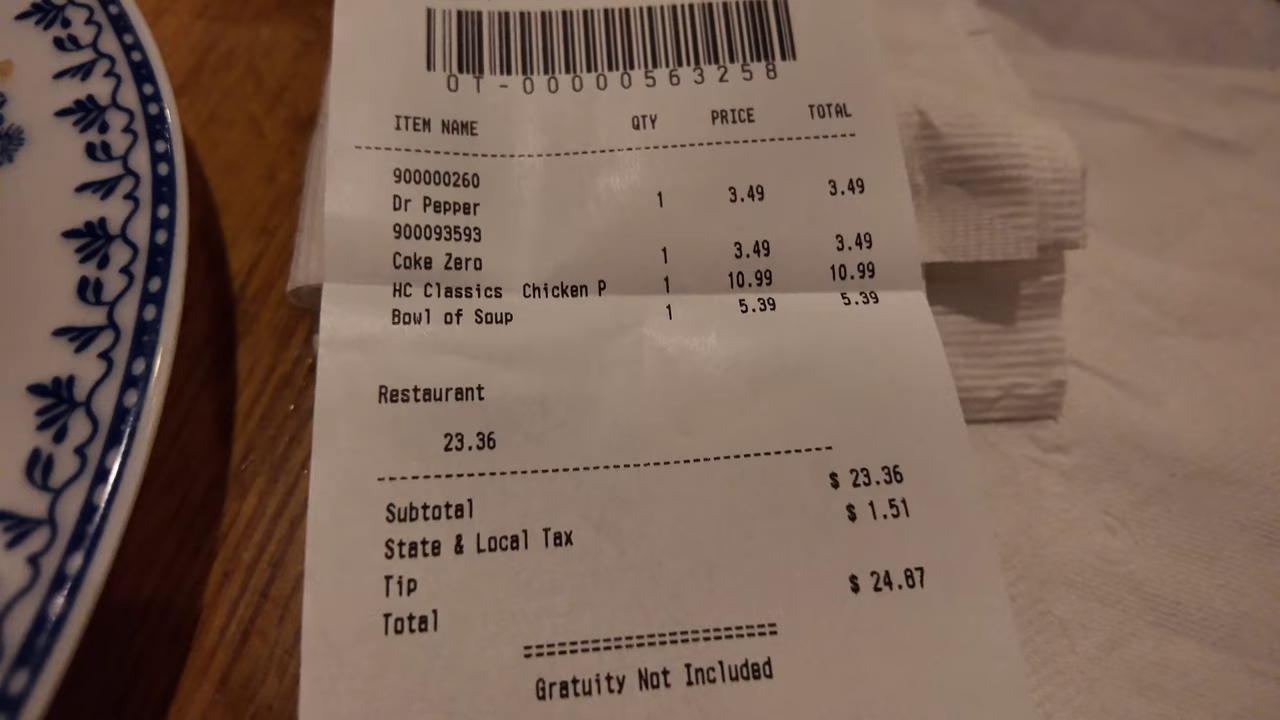 OT-00000563258
ITEM NAME QTY PRICE TOTAL
900000260
Dr Pepper 1 3.49 3.49
900093593
Coke Zero 1 3.49 3.49
HC Classics Chicken P 1 10.99 10.99
Bowl of Soup 1 5.39 5.39
Restaurant
23.36
Subtotal $ 23.36
State & Local Tax $ 1.51
Tip
Total $ 24.87
Gratuity Not Included